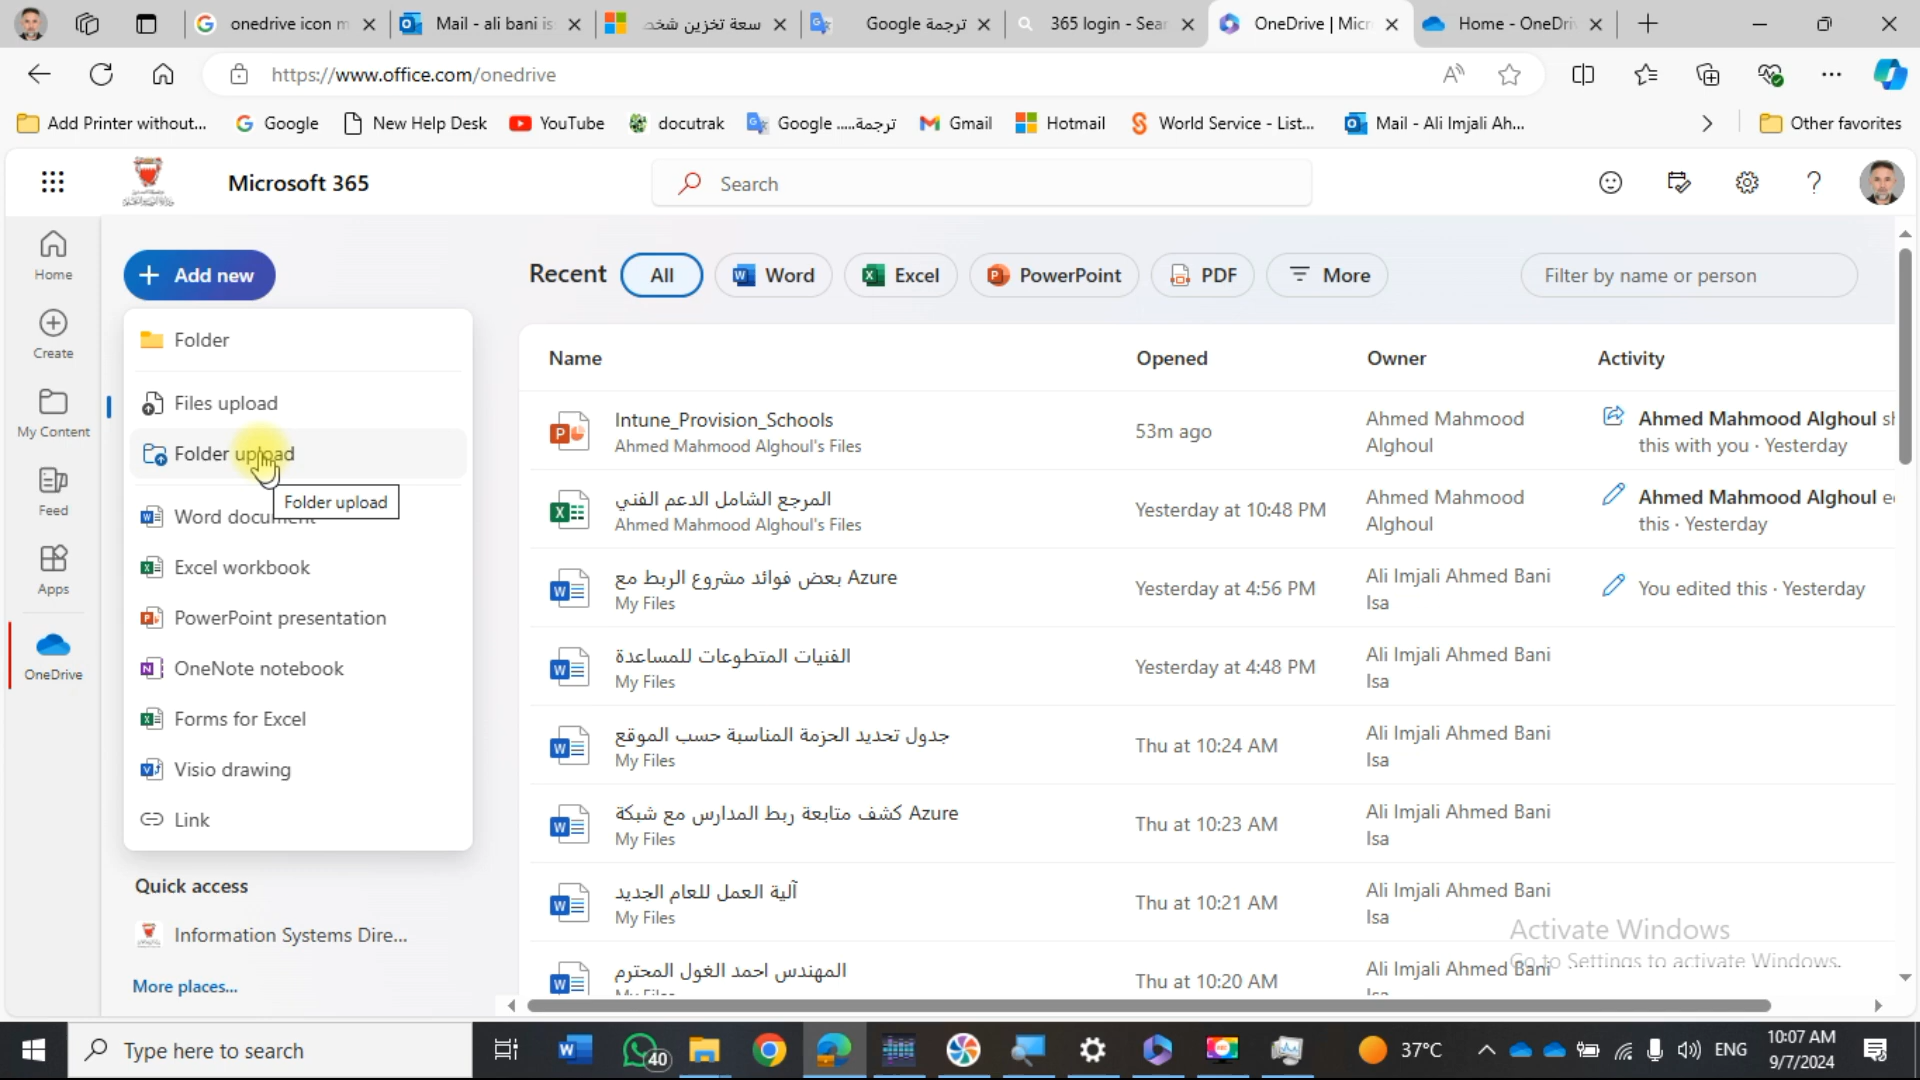 onedrive icon m
Mail - ali bani is
سعة تخزين شخص
Google ترجمة
365 login - Sear
OneDrive | Micr
Home - OneDri
https://www.office.com/onedrive
Add Printer without...
Google
New Help Desk
YouTube
docutrak
Google .....ترجمة
Gmail
Hotmail
World Service - List...
Mail - Ali Imjali Ah...
Other favorites
Microsoft 365
Search
Home
Create
My Content
Feed
Apps
OneDrive
Add new
Folder
Files upload
Folder upload
Folder upload
Word document
Excel workbook
PowerPoint presentation
OneNote notebook
Forms for Excel
Visio drawing
Link
Quick access
Information Systems Dire...
More places...
Recent
All
Word
Excel
PowerPoint
PDF
More
Filter by name or person
Name
Opened
Owner
Activity
Intune_Provision_Schools
Ahmed Mahmood Alghoul's Files
53m ago
Ahmed Mahmood
Alghoul
Ahmed Mahmood Alghoul sh
this with you · Yesterday
المرجع الشامل الدعم الفني
Ahmed Mahmood Alghoul's Files
Yesterday at 10:48 PM
Ahmed Mahmood
Alghoul
Ahmed Mahmood Alghoul e
this · Yesterday
بعض فوائد مشروع الربط مع Azure
My Files
Yesterday at 4:56 PM
Ali Imjali Ahmed Bani
Isa
You edited this · Yesterday
الفنيات المتطوعات للمساعدة
My Files
Yesterday at 4:48 PM
Ali Imjali Ahmed Bani
Isa
جدول تحديد الحزمة المناسبة حسب الموقع
My Files
Thu at 10:24 AM
Ali Imjali Ahmed Bani
Isa
كشف متابعة ربط المدارس مع شبكة Azure
My Files
Thu at 10:23 AM
Ali Imjali Ahmed Bani
Isa
آلية العمل للعام الجديد
My Files
Thu at 10:21 AM
Ali Imjali Ahmed Bani
Isa
المهندس احمد الغول المحترم
My Files
Thu at 10:20 AM
Ali Imjali Ahmed Bani
Isa
Activate Windows
Go to Settings to activate Windows.
Type here to search
40
37°C
ENG
10:07 AM
9/7/2024